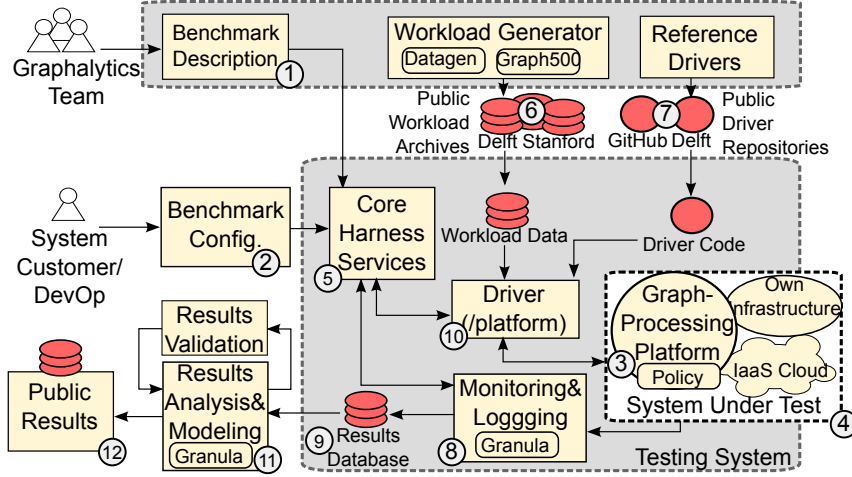 Graphalytics
Team
Benchmark
Description
1
Workload Generator
Datagen
Graph500
Reference
Drivers
Public
Workload
Archives
6
Delft Stanford
7
GitHub Delft
Public
Driver
Repositories
System
Customer/
DevOp
Benchmark
Config.
2
Core
Harness
Services
5
Workload Data
Driver Code
Driver
(/platform)
10
Graph-
Processing
Platform
3
Policy
Own
Infrastructure
IaaS Cloud
System Under Test
4
Results
Validation
Public
Results
12
Results
Analysis&
Modeling
Granula
11
9
Results
Database
Monitoring&
Loggging
8
Granula
Testing System